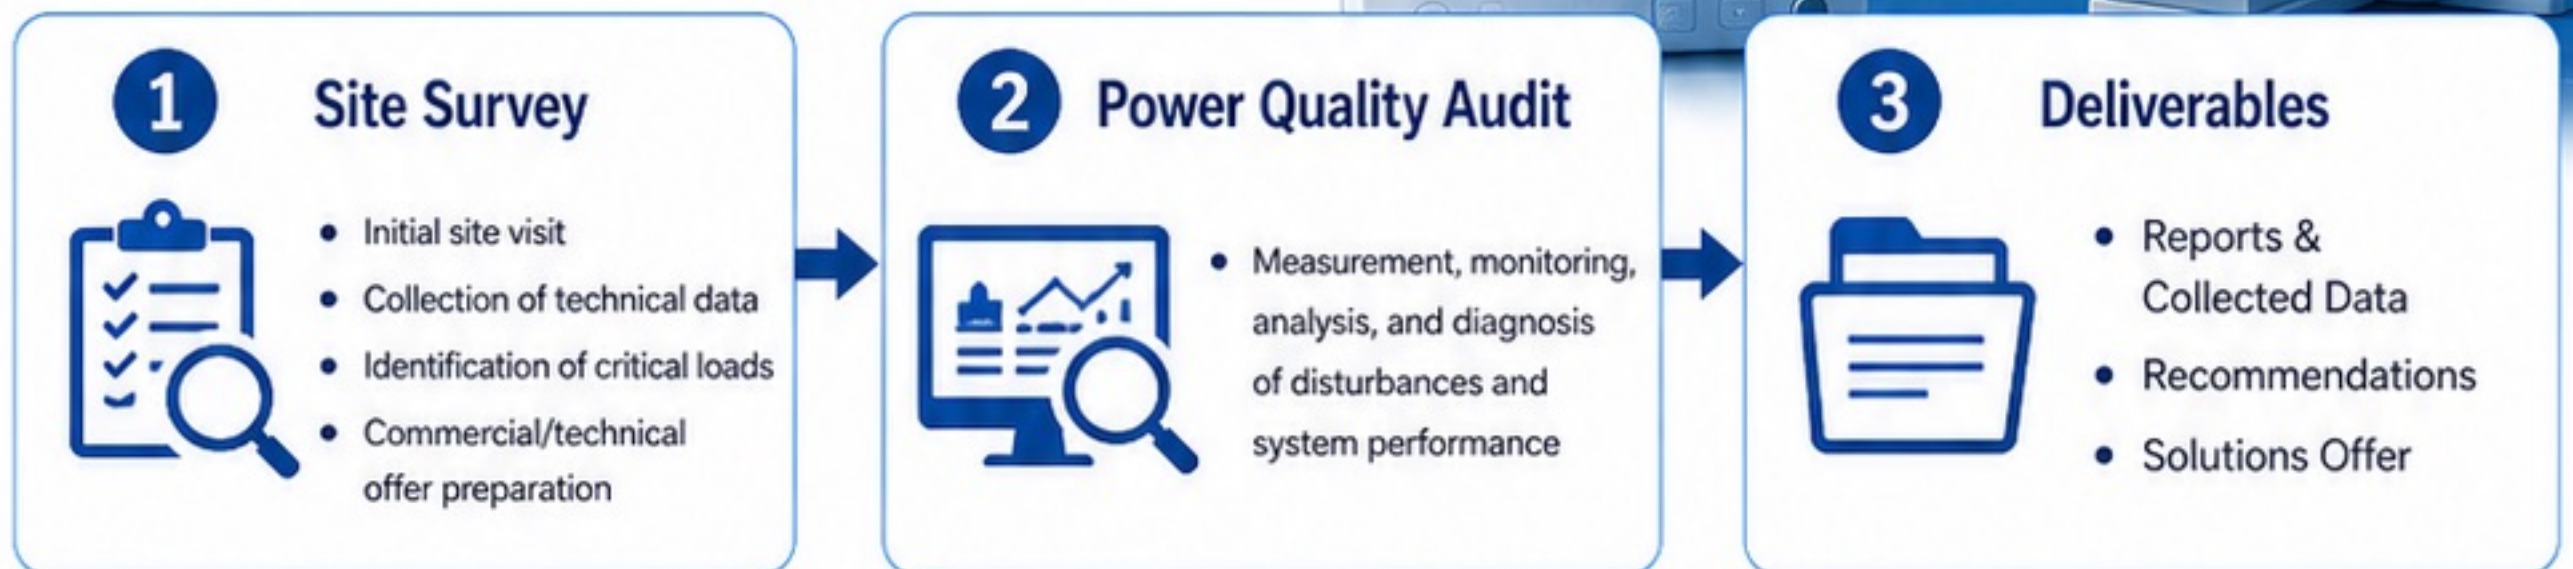 1 Site Survey
• Initial site visit
• Collection of technical data
• Identification of critical loads
• Commercial/technical
offer preparation
2 Power Quality Audit
• Measurement, monitoring,
analysis, and diagnosis
of disturbances and
system performance
3 Deliverables
• Reports &
Collected Data
• Recommendations
• Solutions Offer